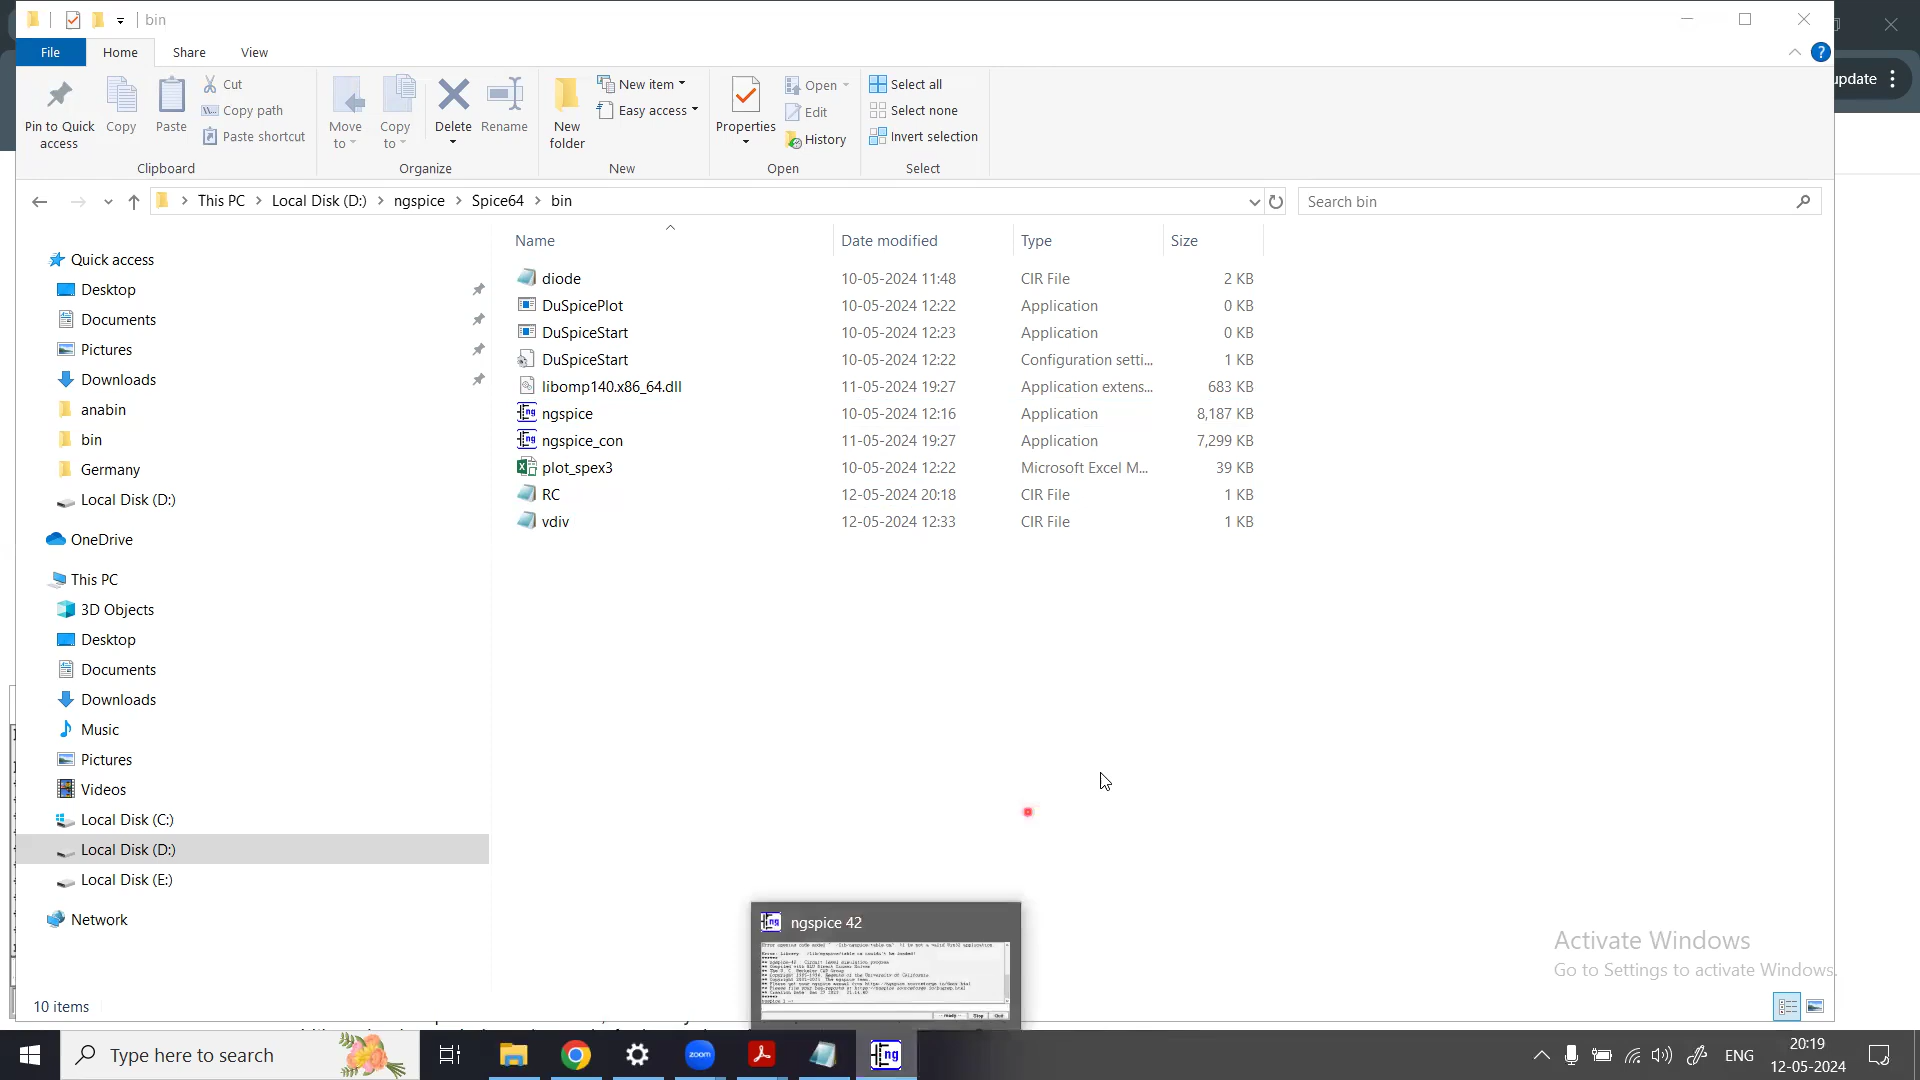 bin
File
Home
Share
View
Pin to Quick access
Copy
Paste
Cut
Copy path
Paste shortcut
Clipboard
Move to
Copy to
Delete
Rename
Organize
New folder
New item
Easy access
New
Properties
Open
Edit
History
Open
Select all
Select none
Invert selection
Select
update
This PC > Local Disk (D:) > ngspice > Spice64 > bin
Search bin
Quick access
Desktop
Documents
Pictures
Downloads
anabin
bin
Germany
Local Disk (D:)
OneDrive
This PC
3D Objects
Desktop
Documents
Downloads
Music
Pictures
Videos
Local Disk (C:)
Local Disk (D:)
Local Disk (E:)
Network
Name Date modified Type Size
diode 10-05-2024 11:48 CIR File 2 KB
DuSpicePlot 10-05-2024 12:22 Application 0 KB
DuSpiceStart 10-05-2024 12:23 Application 0 KB
DuSpiceStart 10-05-2024 12:22 Configuration setti... 1 KB
libomp140.x86_64.dll 11-05-2024 19:27 Application extens... 683 KB
ngspice 10-05-2024 12:16 Application 8,187 KB
ngspice_con 11-05-2024 19:27 Application 7,299 KB
plot_spex3 10-05-2024 12:22 Microsoft Excel M... 39 KB
RC 12-05-2024 20:18 CIR File 1 KB
vdiv 12-05-2024 12:33 CIR File 1 KB
ngspice 42
Activate Windows
Go to Settings to activate Windows.
10 items
Type here to search
zoom
ng
ENG
20:19
12-05-2024